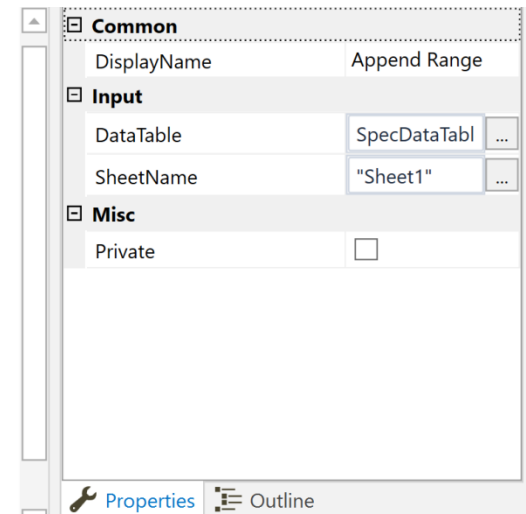 Common
DisplayName Append Range
Input
DataTable SpecDataTabl ...
SheetName "Sheet1" ...
Misc
Private
Properties Outline